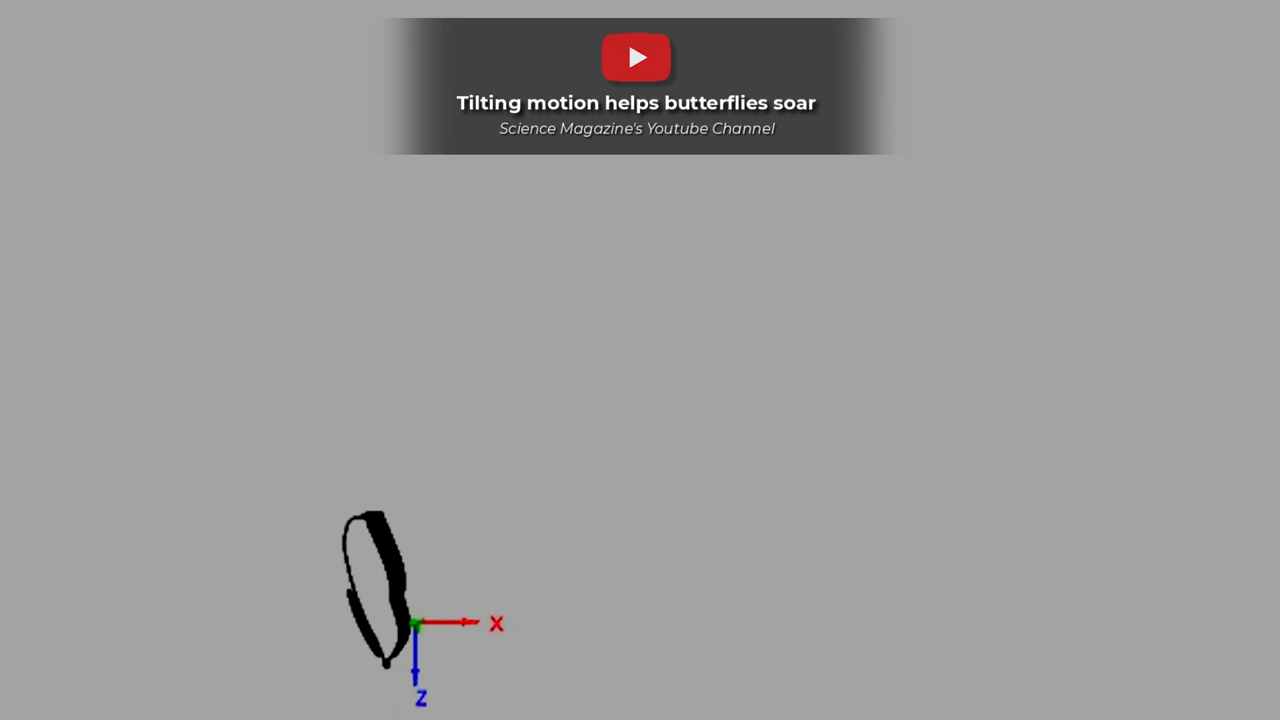 Tilting motion helps butterflies soar
Science Magazine's Youtube Channel
X
Z